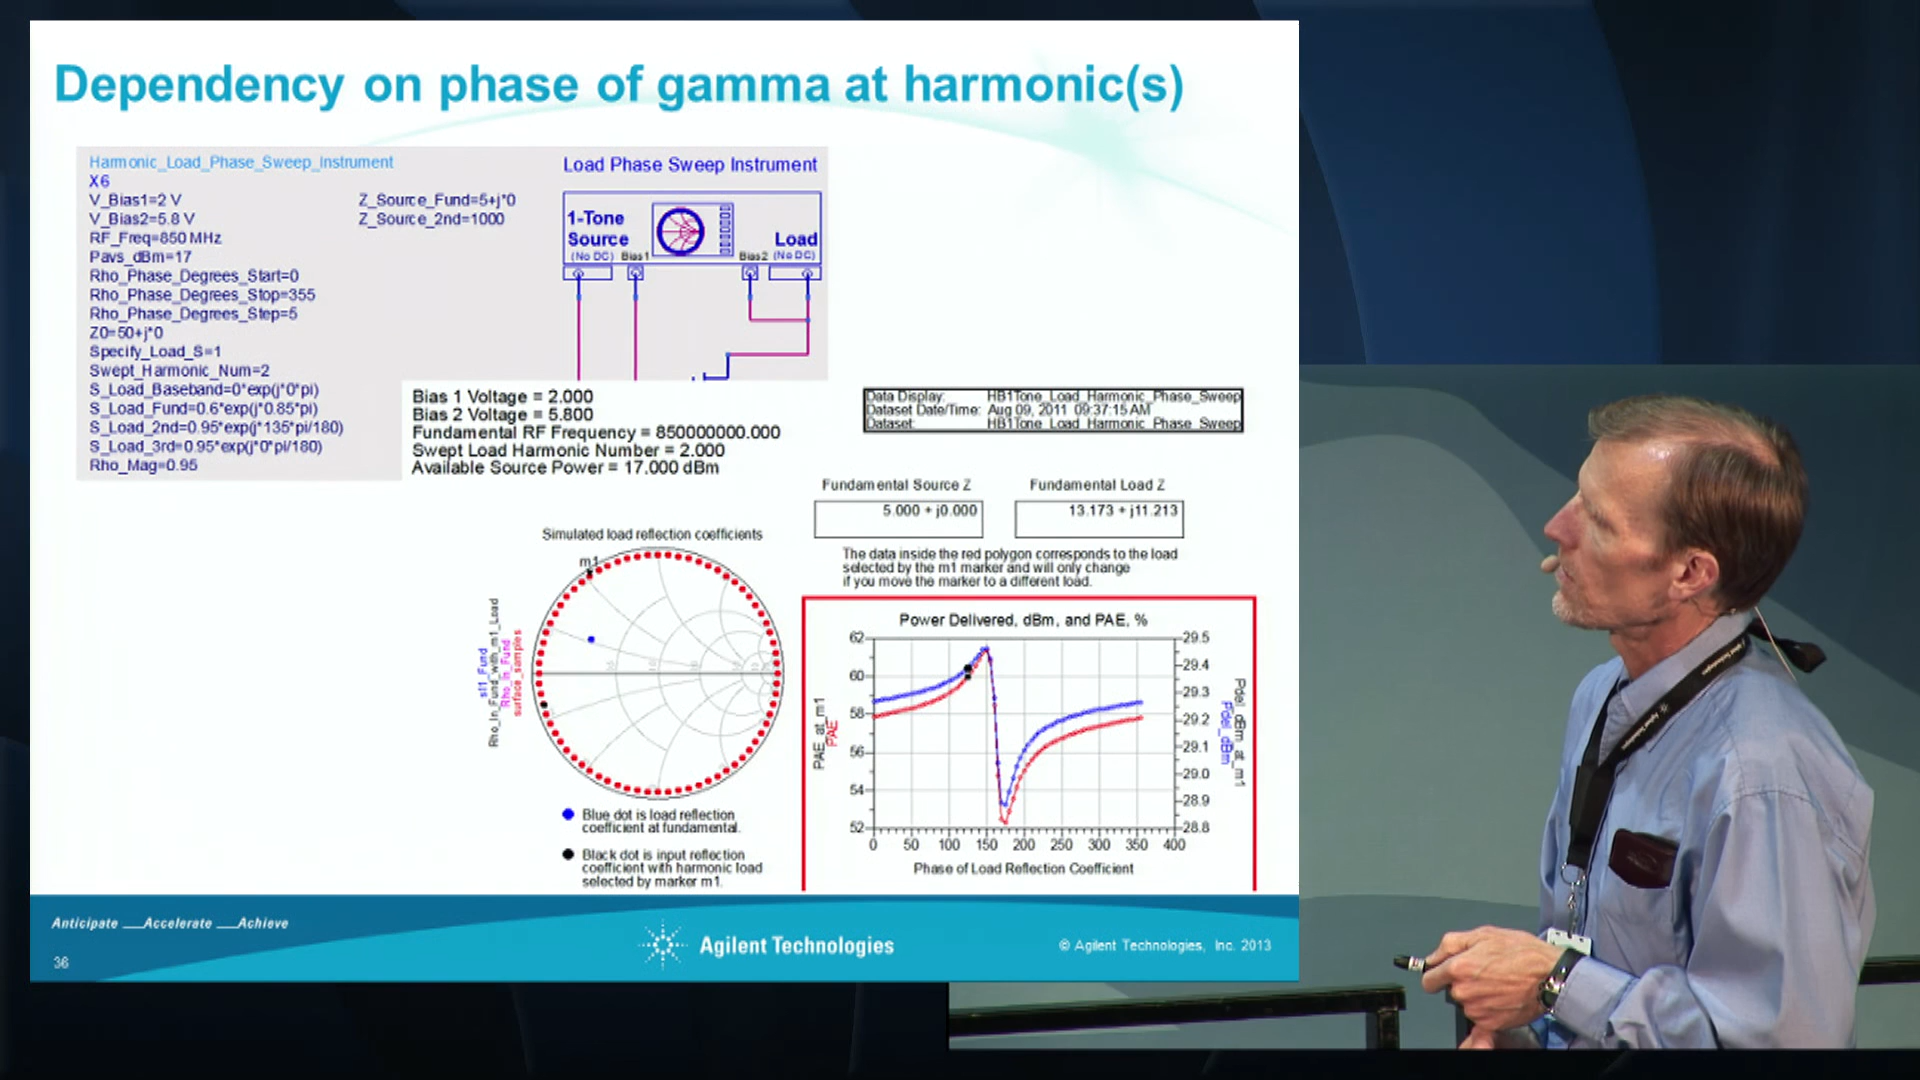 Dependency on phase of gamma at harmonic(s)
Harmonic_Load_Phase_Sweep_Instrument
X6
V_Bias1=2 V
V_Bias2=5.8 V
RF_Freq=850 MHz
Pavs_dBm=17
Rho_Phase_Degrees_Start=0
Rho_Phase_Degrees_Stop=355
Rho_Phase_Degrees_Step=5
Z0=50+j*0
Specify_Load_S=1
Swept_Harmonic_Num=2
S_Load_Baseband=0*exp(j*0*pi)
S_Load_Fund=0.6*exp(j*0.85*pi)
S_Load_2nd=0.95*exp(j*135*pi/180)
S_Load_3rd=0.95*exp(j*0*pi/180)
Rho_Mag=0.95
Z_Source_Fund=5+j*0
Z_Source_2nd=1000
Load Phase Sweep Instrument
1-Tone
Source
(No DC)
Bias1
Bias2
Load
(No DC)
Bias 1 Voltage = 2.000
Bias 2 Voltage = 5.800
Fundamental RF Frequency = 850000000.000
Swept Load Harmonic Number = 2.000
Available Source Power = 17.000 dBm
Data Display: HB1Tone_Load_Harmonic_Phase_Sweep
Dataset Date/Time: Aug 09, 2011 09:37:15 AM
Dataset: HB1Tone_Load_Harmonic_Phase_Sweep
Fundamental Source Z
5.000 + j0.000
Fundamental Load Z
13.173 + j11.213
The data inside the red polygon corresponds to the load
selected by the m1 marker and will only change
if you move the marker to a different load.
Simulated load reflection coefficients
m1
Rho_In_Fund_with_m1_Load
Rho_In_Fund
surface_samples
Blue dot is load reflection
coefficient at fundamental.
Black dot is input reflection
coefficient with harmonic load
selected by marker m1.
Power Delivered, dBm, and PAE, %
62
60
58
56
54
52
PAE_at_m1
PAE
29.5
29.4
29.3
29.2
29.1
29.0
28.9
28.8
Pdel_dBm_at_m1
Pdel_dBm
0 50 100 150 200 250 300 350 400
Phase of Load Reflection Coefficient
Anticipate __Accelerate __Achieve
36
Agilent Technologies
© Agilent Technologies, Inc. 2013